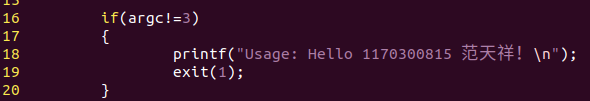 16 if(argc!=3)
17 {
18 printf("Usage: Hello 1170300815 范天祥！\n");
19 exit(1);
20 }